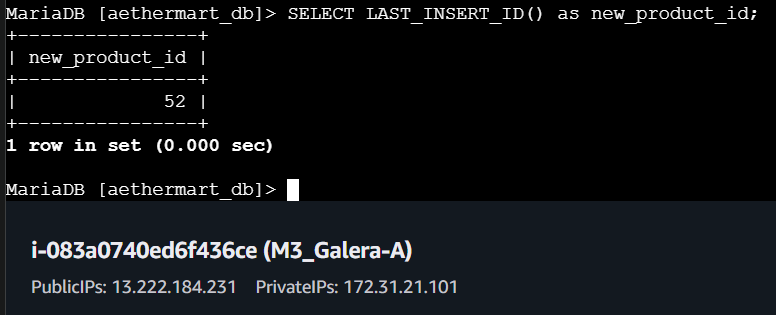 MariaDB [aethermart_db]> SELECT LAST_INSERT_ID() as new_product_id;
+----------------+
| new_product_id |
+----------------+
|             52 |
+----------------+
1 row in set (0.000 sec)
MariaDB [aethermart_db]>
i-083a0740ed6f436ce (M3_Galera-A)
PublicIPs: 13.222.184.231 PrivateIPs: 172.31.21.101